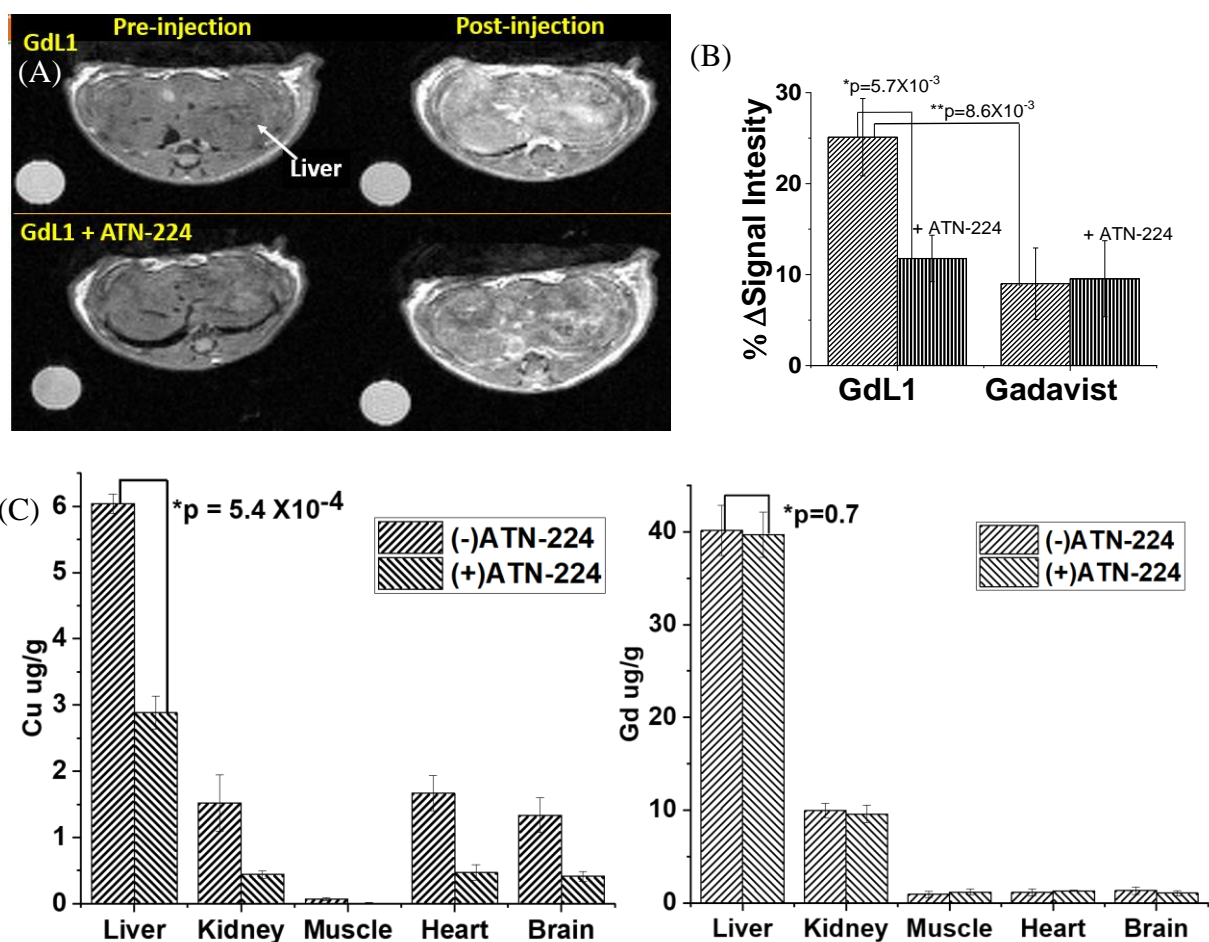 Pre-injection
Post-injection
GdL1
(A)
Liver
GdL1 + ATN-224
(B)
% ΔSignal Intesity
30
20
10
0
*p=5.7X10-3
**p=8.6X10-3
+ ATN-224
+ ATN-224
GdL1
Gadavist
(C)
Cu ug/g
6
5
4
3
2
1
0
*p = 5.4 X10-4
(-)ATN-224
(+)ATN-224
Liver Kidney Muscle Heart Brain
Gd ug/g
40
30
20
10
0
*p=0.7
(-)ATN-224
(+)ATN-224
Liver Kidney Muscle Heart Brain